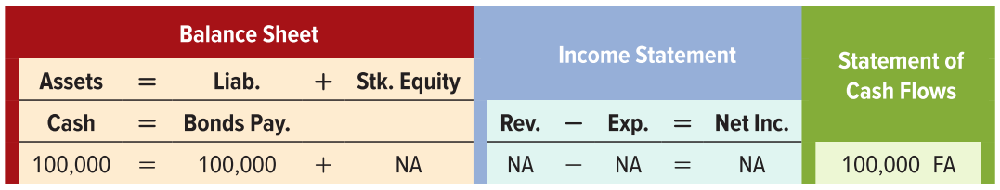 Balance Sheet
Income Statement
Statement of
Cash Flows
Assets = Liab. + Stk. Equity
Cash = Bonds Pay.
Rev. − Exp. = Net Inc.
100,000 = 100,000 + NA
NA − NA = NA
100,000 FA